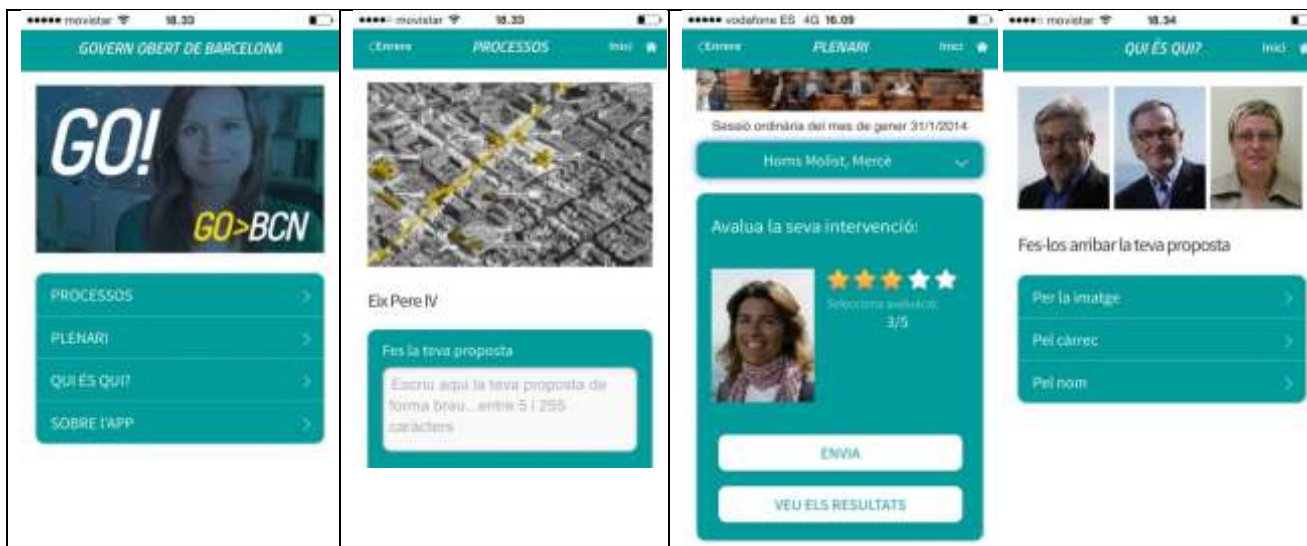 movistar 18.33
GOVERN OBERT DE BARCELONA
GO!
GO>BCN
PROCESSOS
PLENARI
QUI ÉS QUI?
SOBRE l'APP
movistar 18.33
Enrere PROCESSOS Inici
Eix Pere IV
Fes la teva proposta
Escriu aquí la teva proposta de
forma breu...entre 5 i 255
caràcters
vodafone ES 4G 16.09
Enrere PLENARI Inici
Sessió ordinària del mes de gener 31/1/2014
Homs Molist, Mercè
Avalua la seva intervenció:
Selecciona avaluació:
3/5
ENVIA
VEU ELS RESULTATS
movistar 18.34
QUI ÉS QUI? Inici
Fes-los arribar la teva proposta
Per la imatge
Pel càrrec
Pel nom